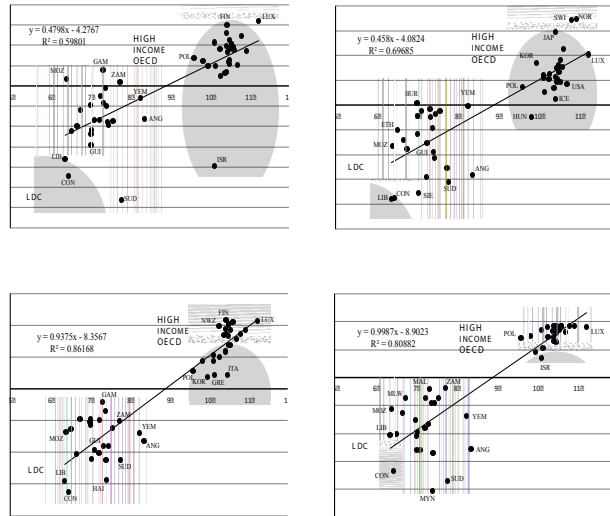 FIN
LUX
HIGH
INCOME
OECD
y = 0.4798x - 4.2767
R² = 0.59801
POL
GAM
MOZ
ZAM
YEM
ANG
GUI
LIB
CON
ISR
SUD
LDC
SWI
NOR
JAP
y = 0.458x - 4.0824
R² = 0.69685
HIGH
INCOME
OECD
KOR
LUX
POL
USA
ICE
HUN
BUR
YEM
ETH
MOZ
GUI
ANG
SUD
LDC
LIB
CON
SIE
FIN
NWZ
LUX
HIGH
INCOME
OECD
y = 0.9375x - 8.3567
R² = 0.86168
POL
KOR
GRE
ITA
GAM
ZAM
YEM
ANG
MOZ
GUI
SUD
LDC
LIB
CON
HAI
y = 0.9987x - 8.9023
R² = 0.80882
HIGH
INCOME
OECD
POL
LUX
ISR
MAL
ZAM
MLW
MOZ
YEM
LIB
ANG
LDC
CON
SUD
MYN